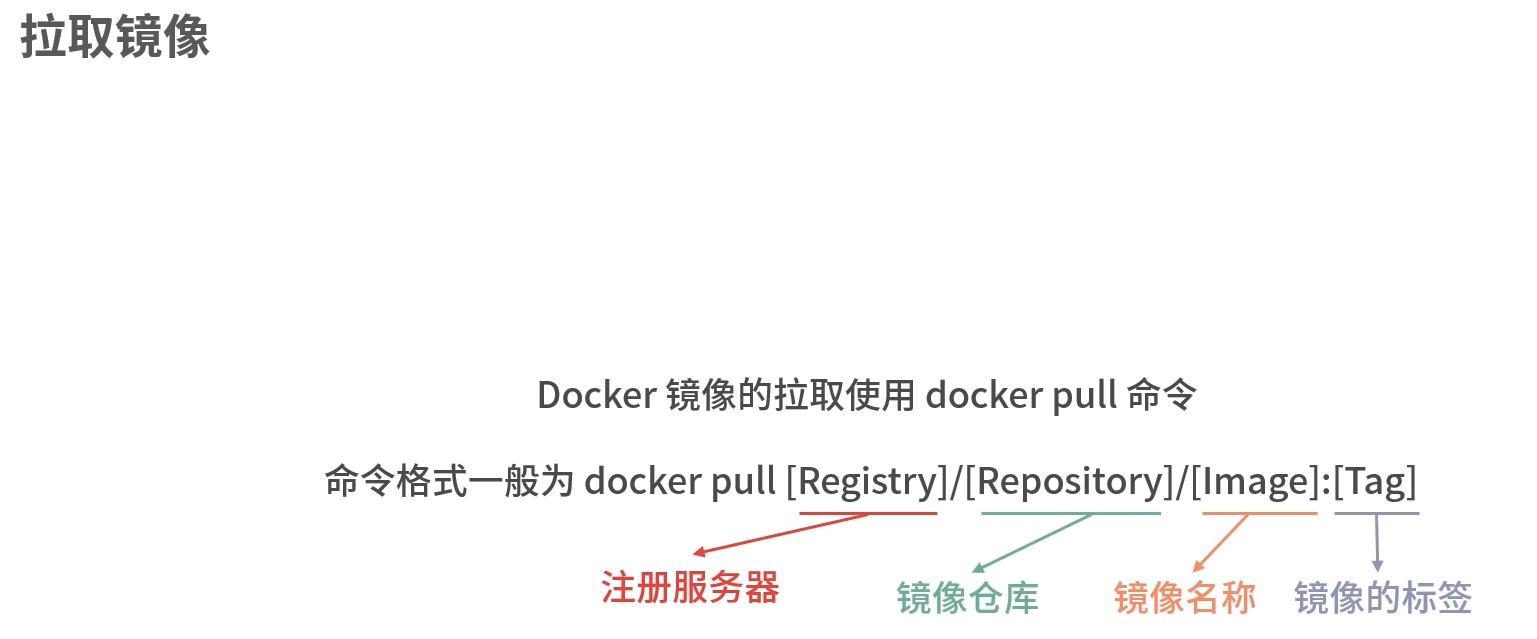 拉取镜像
Docker 镜像的拉取使用 docker pull 命令
命令格式一般为 docker pull [Registry]/[Repository]/[Image]:[Tag]
注册服务器 镜像仓库 镜像名称 镜像的标签